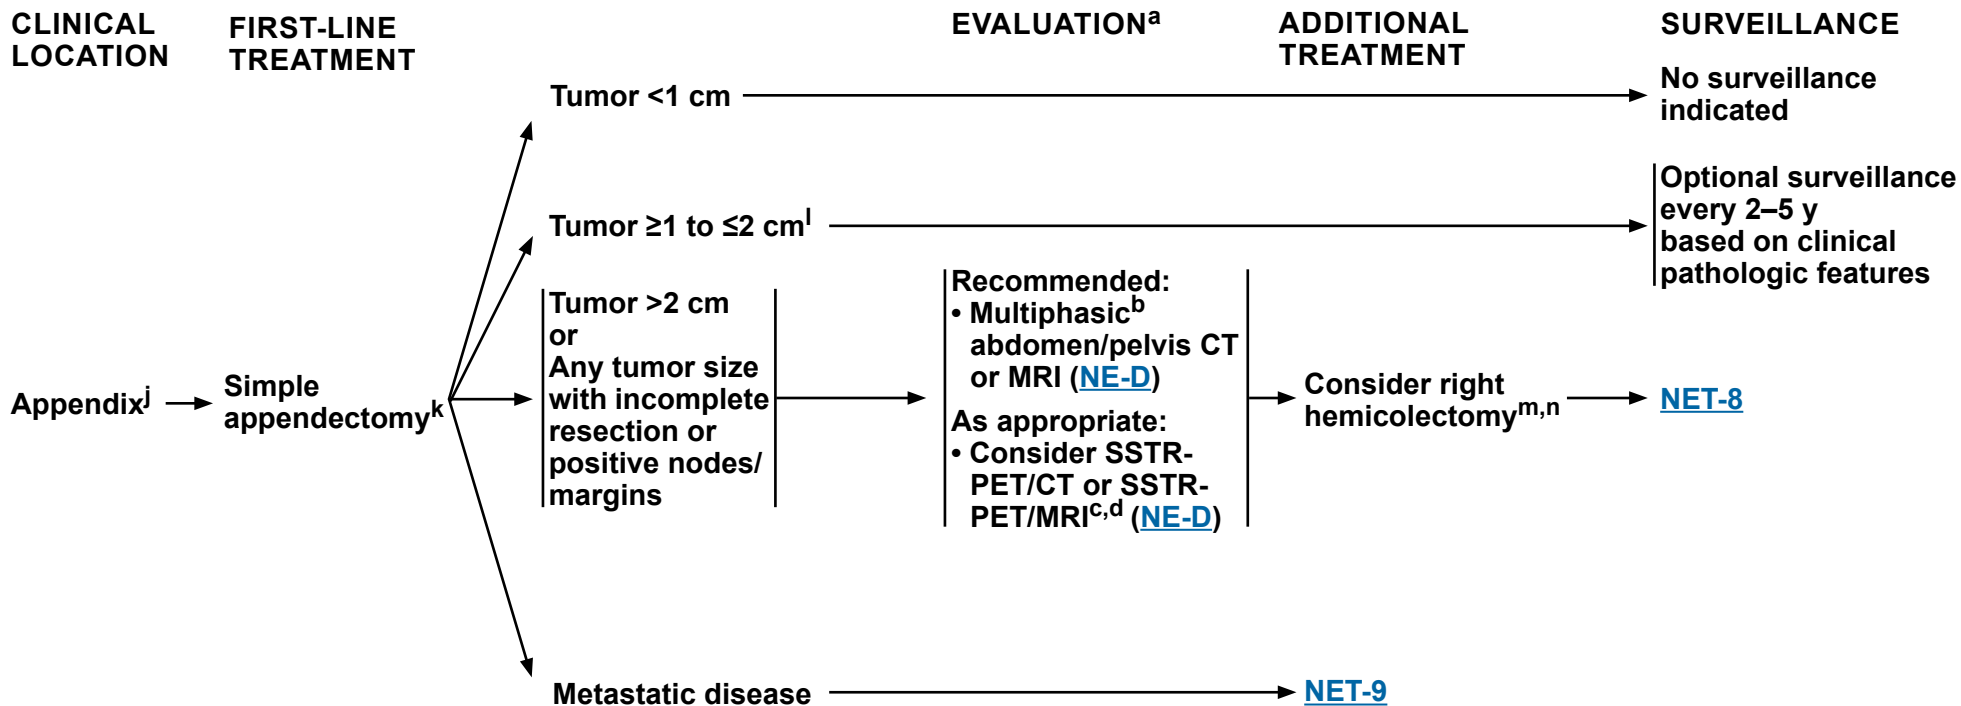 CLINICAL
LOCATION
FIRST-LINE
TREATMENT
EVALUATIONa
ADDITIONAL
TREATMENT
SURVEILLANCE
Tumor <1 cm
No surveillance
indicated
Tumor ≥1 to ≤2 cml
Optional surveillance
every 2–5 y
based on clinical
pathologic features
Appendixj
Simple
appendectomyk
Tumor >2 cm
or
Any tumor size
with incomplete
resection or
positive nodes/
margins
Recommended:
• Multiphasicb
abdomen/pelvis CT
or MRI (NE-D)
As appropriate:
• Consider SSTR-
PET/CT or SSTR-
PET/MRIc,d (NE-D)
Consider right
hemicolectomym,n
NET-8
Metastatic disease
NET-9